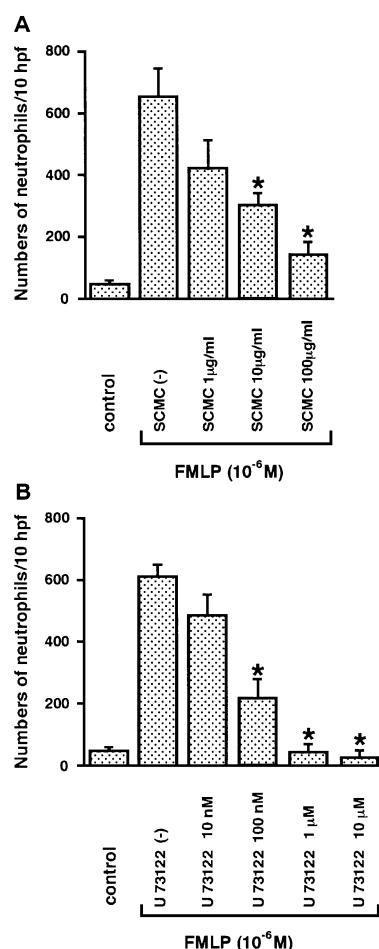 A
Numbers of neutrophils/10 hpf
800
600
400
200
0
*
*
control
SCMC (-)
SCMC 1μg/ml
SCMC 10μg/ml
SCMC 100μg/ml
FMLP (10⁻⁶M)
B
Numbers of neutrophils/10 hpf
800
600
400
200
0
*
*
*
control
U 73122 (-)
U 73122 10 nM
U 73122 100 nM
U 73122 1 μM
U 73122 10 μM
FMLP (10⁻⁶M)